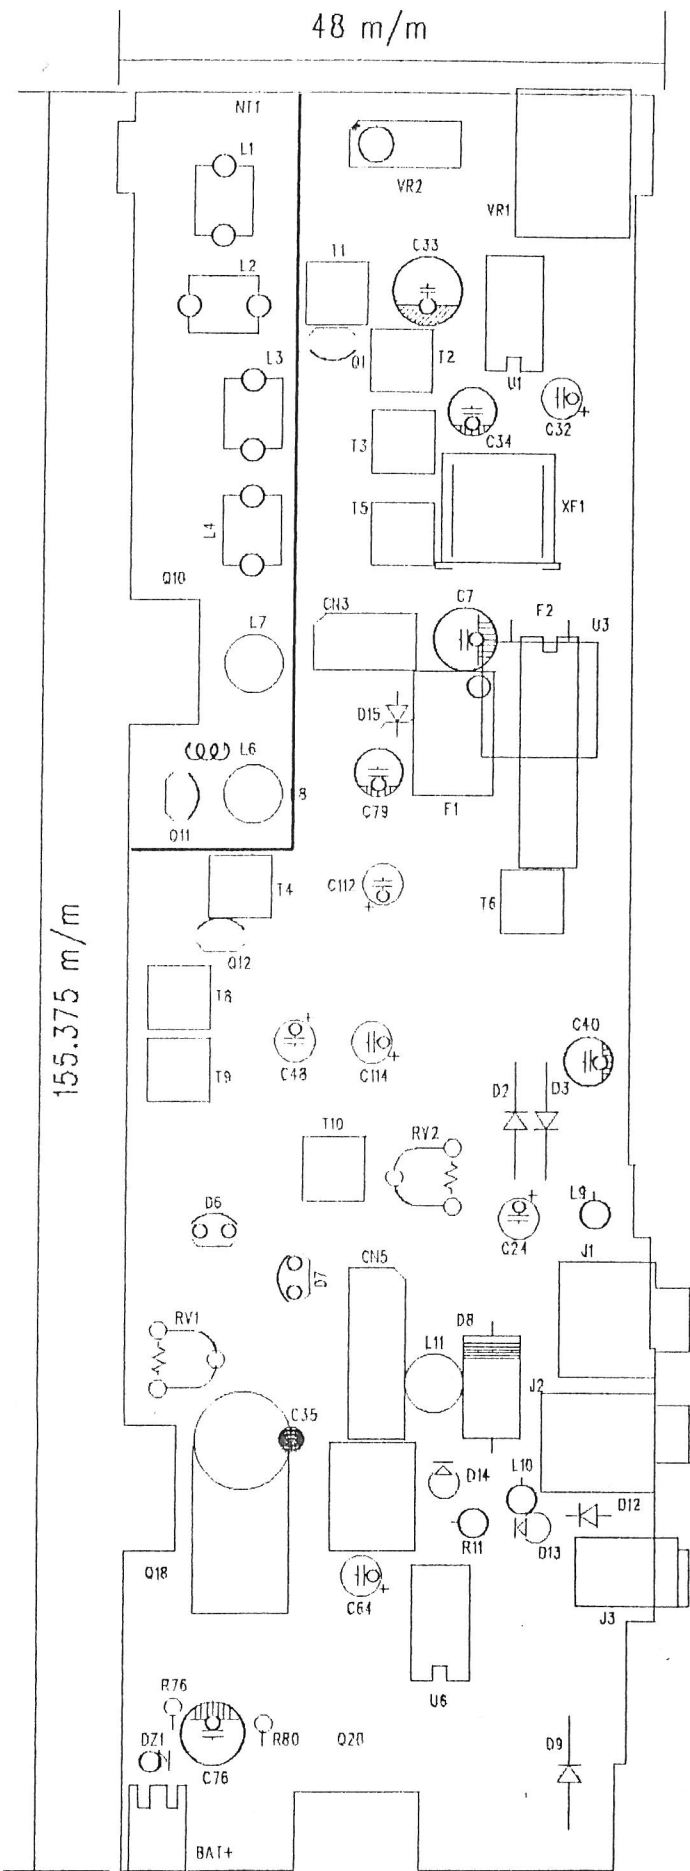 48 m/m
NT1
L1
VR2
VR1
L2
T1
C33
L3
Q1
T2
U1
C32
C34
T3
L4
T5
XF1
Q10
CN3
C7
F2
U3
L7
D15
L6
L8
C79
F1
Q11
T4
C112
T6
Q12
155.375 m/m
T8
C40
T9
C48
C114
D2
D3
T10
RV2
D6
L9
C24
J1
D7
CN5
RV1
D8
L11
J2
C35
D14
L10
D12
R11
D13
Q18
C64
J3
U6
R76
DZ1
R80
Q20
C76
D9
BAT+